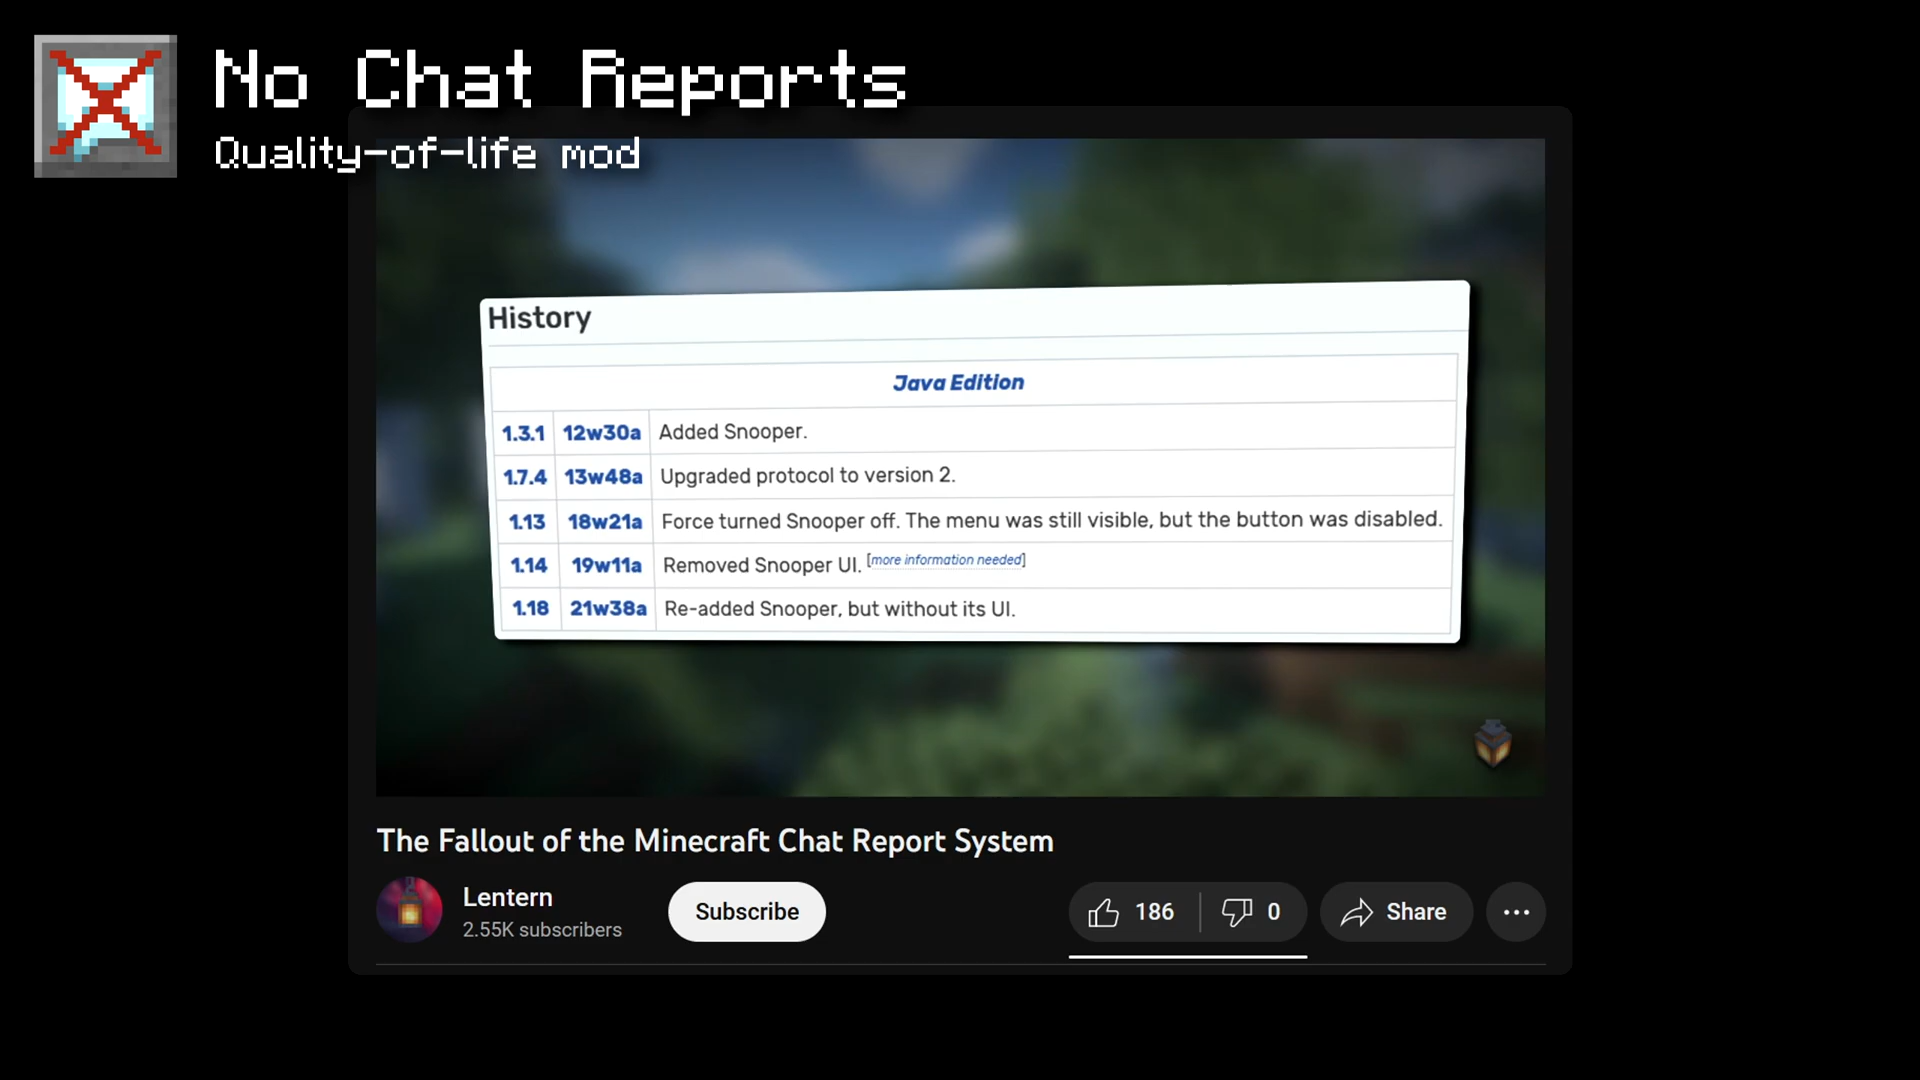 No Chat Reports
Quality-of-life mod
History
Java Edition
1.3.1 12w30a Added Snooper.
1.7.4 13w48a Upgraded protocol to version 2.
1.13 18w21a Force turned Snooper off. The menu was still visible, but the button was disabled.
1.14 19w11a Removed Snooper UI. [more information needed]
1.18 21w38a Re-added Snooper, but without its UI.
The Fallout of the Minecraft Chat Report System
Lentern
2.55K subscribers
Subscribe
186
0
Share